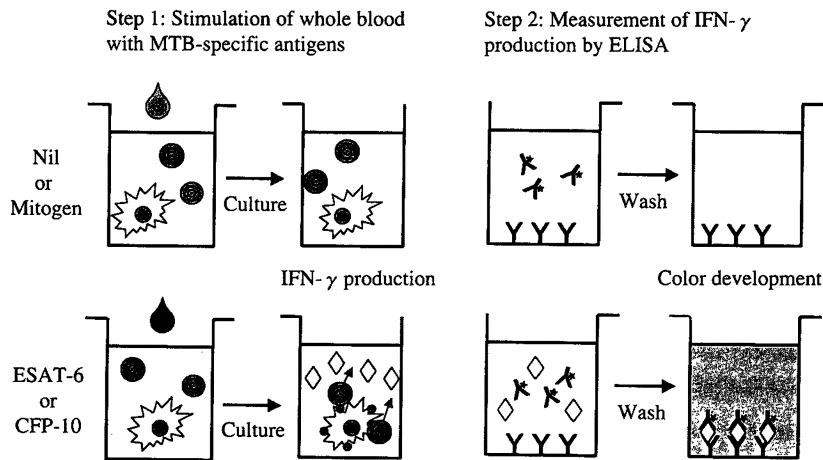 Step 1: Stimulation of whole blood
with MTB-specific antigens
Step 2: Measurement of IFN- γ
production by ELISA
Nil
or
Mitogen
Culture
Wash
IFN- γ production
Color development
ESAT-6
or
CFP-10
Culture
Wash